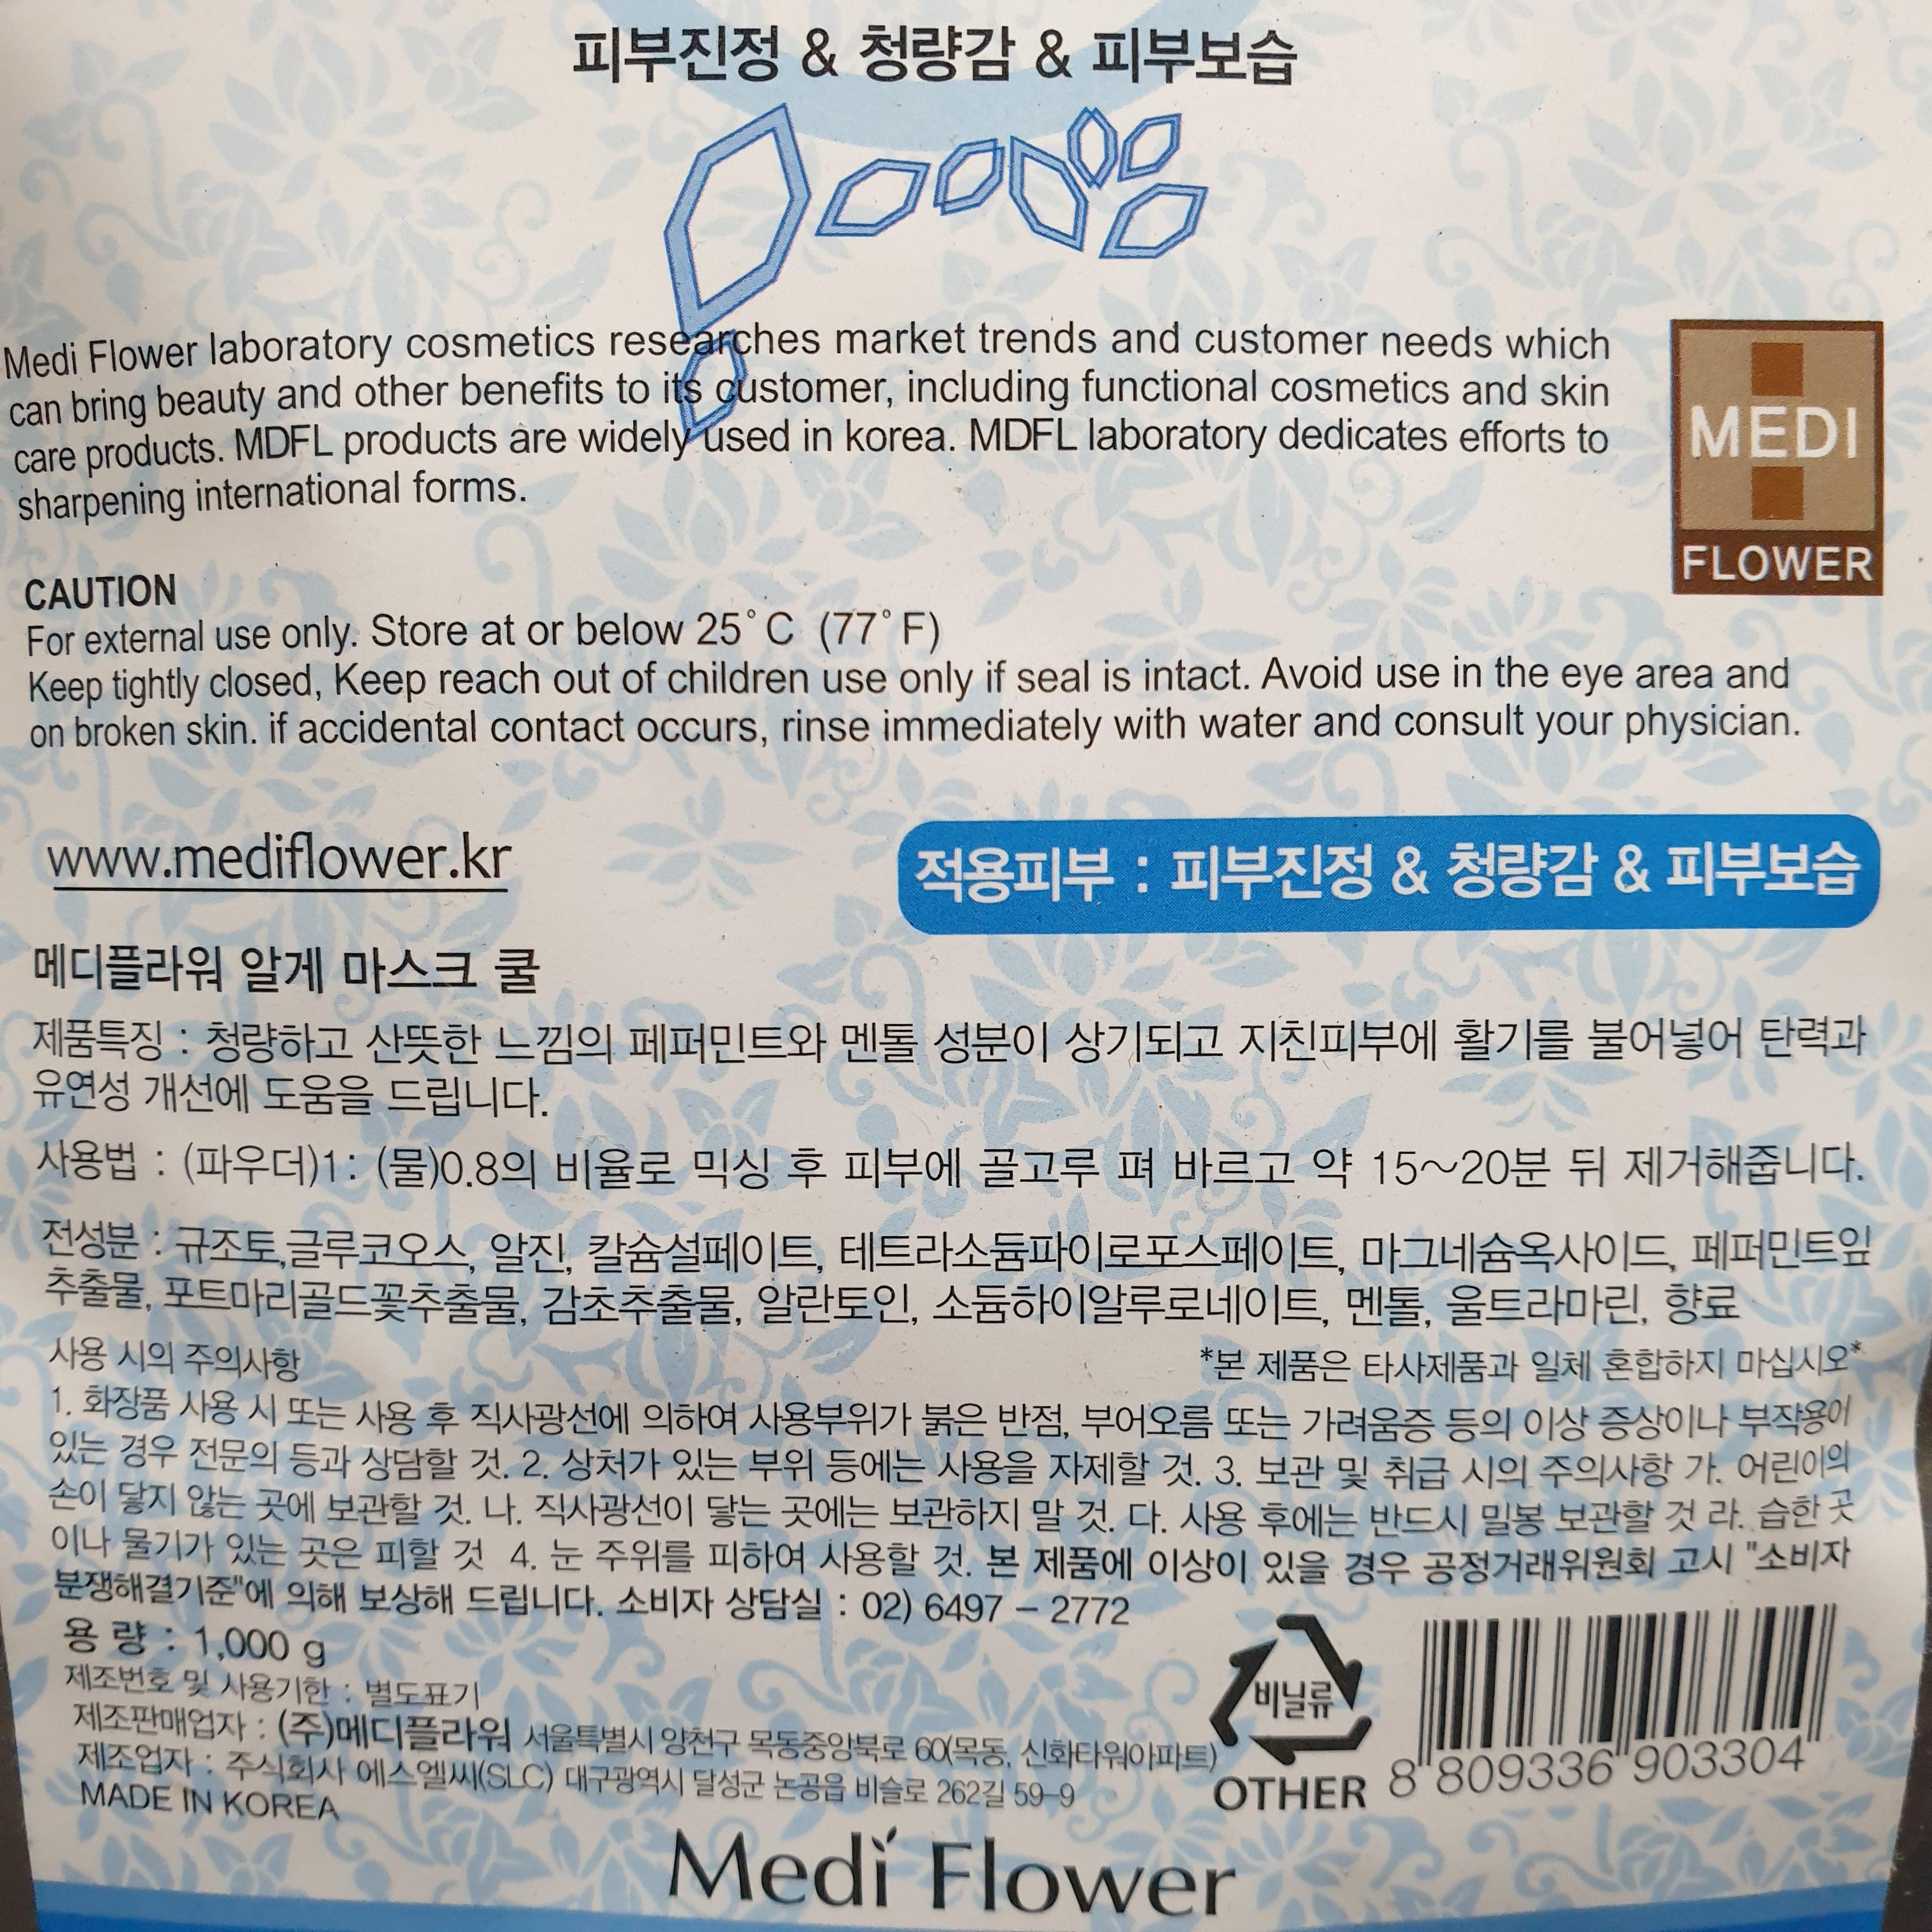 피부진정 & 청량감 & 피부보습
Medi Flower laboratory cosmetics researches market trends and customer needs which
can bring beauty and other benefits to its customer, including functional cosmetics and skin
care products. MDFL products are widely used in korea. MDFL laboratory dedicates efforts to
sharpening international forms.
MEDI
FLOWER
CAUTION
For external use only. Store at or below 25°C (77°F)
Keep tightly closed, Keep reach out of children use only if seal is intact. Avoid use in the eye area and
on broken skin. if accidental contact occurs, rinse immediately with water and consult your physician.
www.mediflower.kr
적용피부 : 피부진정 & 청량감 & 피부보습
메디플라워 알게 마스크 쿨
제품특징 : 청량하고 산뜻한 느낌의 페퍼민트와 멘톨 성분이 상기되고 지친피부에 활기를 불어넣어 탄력과
유연성 개선에 도움을 드립니다.
사용법 : (파우더)1: (물)0.8의 비율로 믹싱 후 피부에 골고루 펴 바르고 약 15~20분 뒤 제거해줍니다.
전성분 : 규조토,글루코오스, 알진, 칼슘설페이트, 테트라소듐파이로포스페이트, 마그네슘옥사이드, 페퍼민트잎
추출물, 포트마리골드꽃추출물, 감초추출물, 알란토인, 소듐하이알루로네이트, 멘톨, 울트라마린, 향료
사용 시의 주의사항
*본 제품은 타사제품과 일체 혼합하지 마십시오*
1. 화장품 사용 시 또는 사용 후 직사광선에 의하여 사용부위가 붉은 반점, 부어오름 또는 가려움증 등의 이상 증상이나 부작용이
있는 경우 전문의 등과 상담할 것. 2. 상처가 있는 부위 등에는 사용을 자제할 것. 3. 보관 및 취급 시의 주의사항 가. 어린이의
손이 닿지 않는 곳에 보관할 것. 나. 직사광선이 닿는 곳에는 보관하지 말 것. 다. 사용 후에는 반드시 밀봉 보관할 것 라. 습한 곳
이나 물기가 있는 곳은 피할 것 4. 눈 주위를 피하여 사용할 것. 본 제품에 이상이 있을 경우 공정거래위원회 고시 "소비자
분쟁해결기준"에 의해 보상해 드립니다. 소비자 상담실 : 02) 6497 – 2772
용 량 : 1,000 g
제조번호 및 사용기한 : 별도표기
제조판매업자 : (주)메디플라워 서울특별시 양천구 목동중앙북로 60(목동, 신화타워아파트)
제조업자 : 주식회사 에스엘씨(SLC) 대구광역시 달성군 논공읍 비슬로 262길 59-9
MADE IN KOREA
비닐류
OTHER
8 809336 903304
Medi Flower